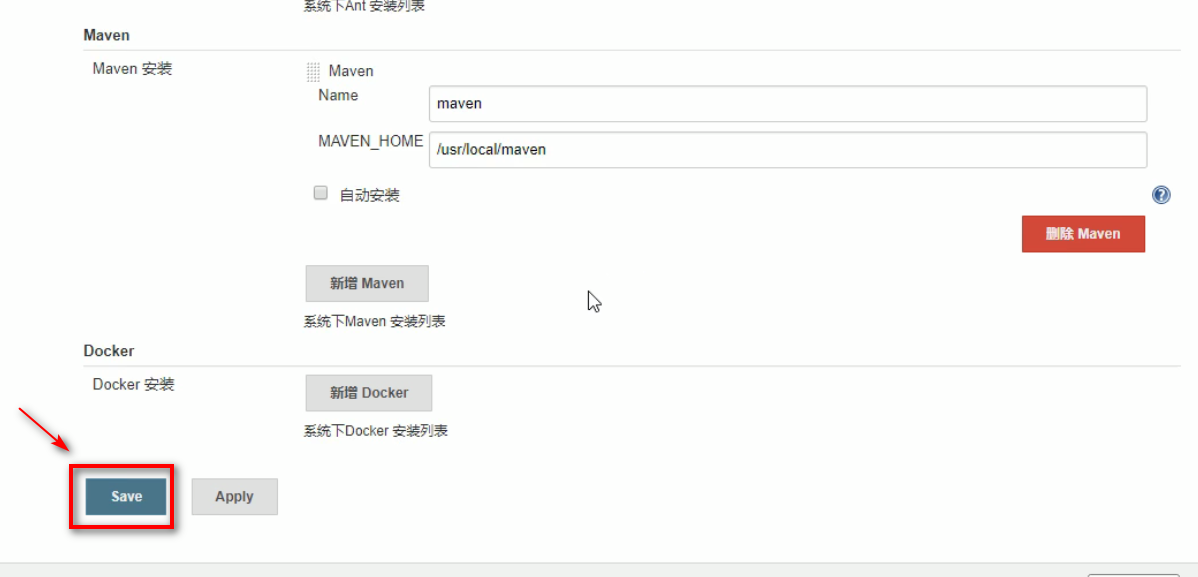 系统下Ant 安装列表
Maven
Maven 安装
Maven
Name
maven
MAVEN_HOME
/usr/local/maven
自动安装
?
删除 Maven
新增 Maven
系统下Maven 安装列表
Docker
Docker 安装
新增 Docker
系统下Docker 安装列表
Save
Apply